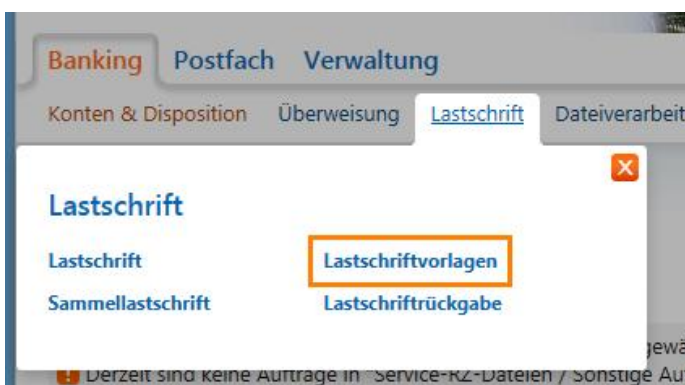 Banking Postfach Verwaltung
Konten & Disposition Überweisung Lastschrift
Lastschrift
Lastschrift Lastschriftvorlagen
Sammellastschrift Lastschriftrückgabe
Derzeit sind keine Aufträge in "Service-RZ-Dateien / Sonstige